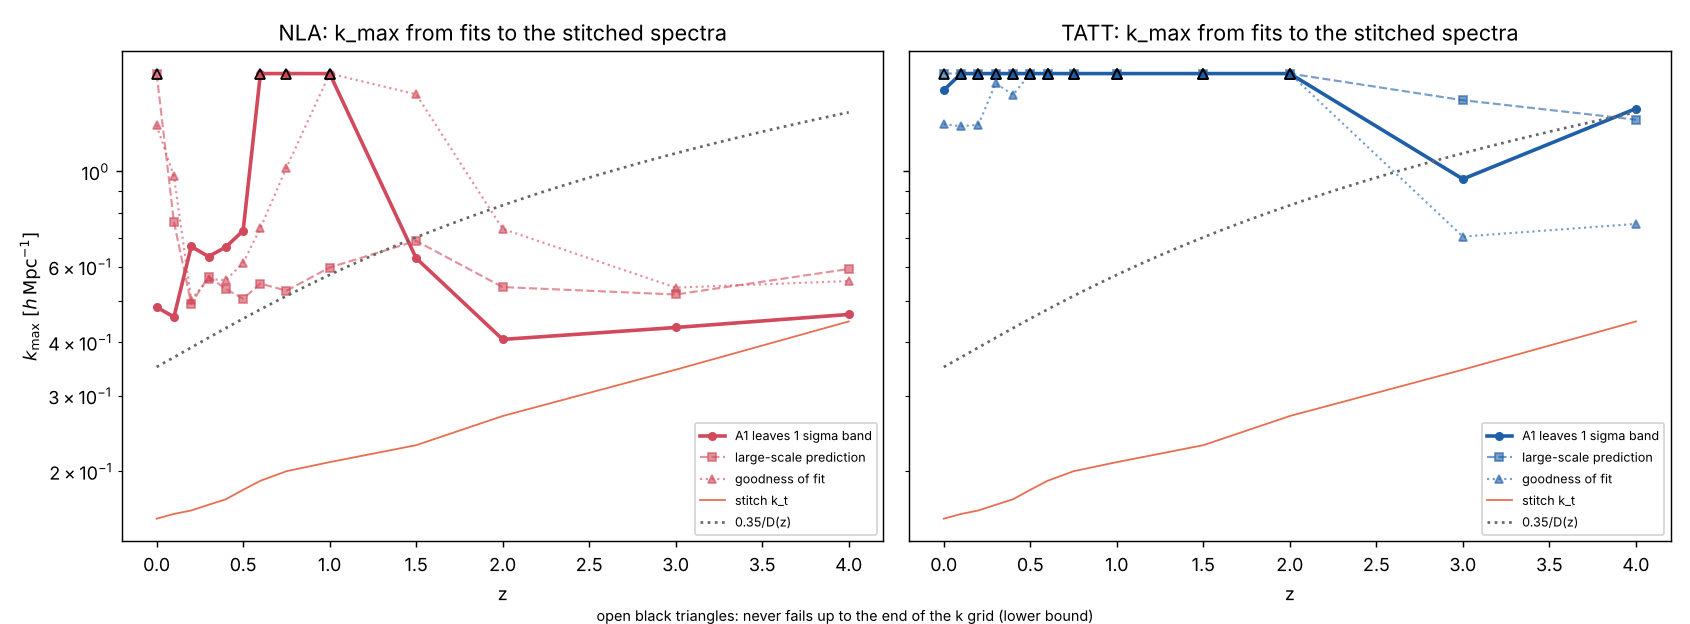 NLA: k_max from fits to the stitched spectra
TATT: k_max from fits to the stitched spectra
k_max [h Mpc⁻¹]
10⁰
6 × 10⁻¹
4 × 10⁻¹
3 × 10⁻¹
2 × 10⁻¹
A1 leaves 1 sigma band
large-scale prediction
goodness of fit
stitch k_t
0.35/D(z)
A1 leaves 1 sigma band
large-scale prediction
goodness of fit
stitch k_t
0.35/D(z)
0.0 0.5 1.0 1.5 2.0 2.5 3.0 3.5 4.0
0.0 0.5 1.0 1.5 2.0 2.5 3.0 3.5 4.0
z
z
open black triangles: never fails up to the end of the k grid (lower bound)